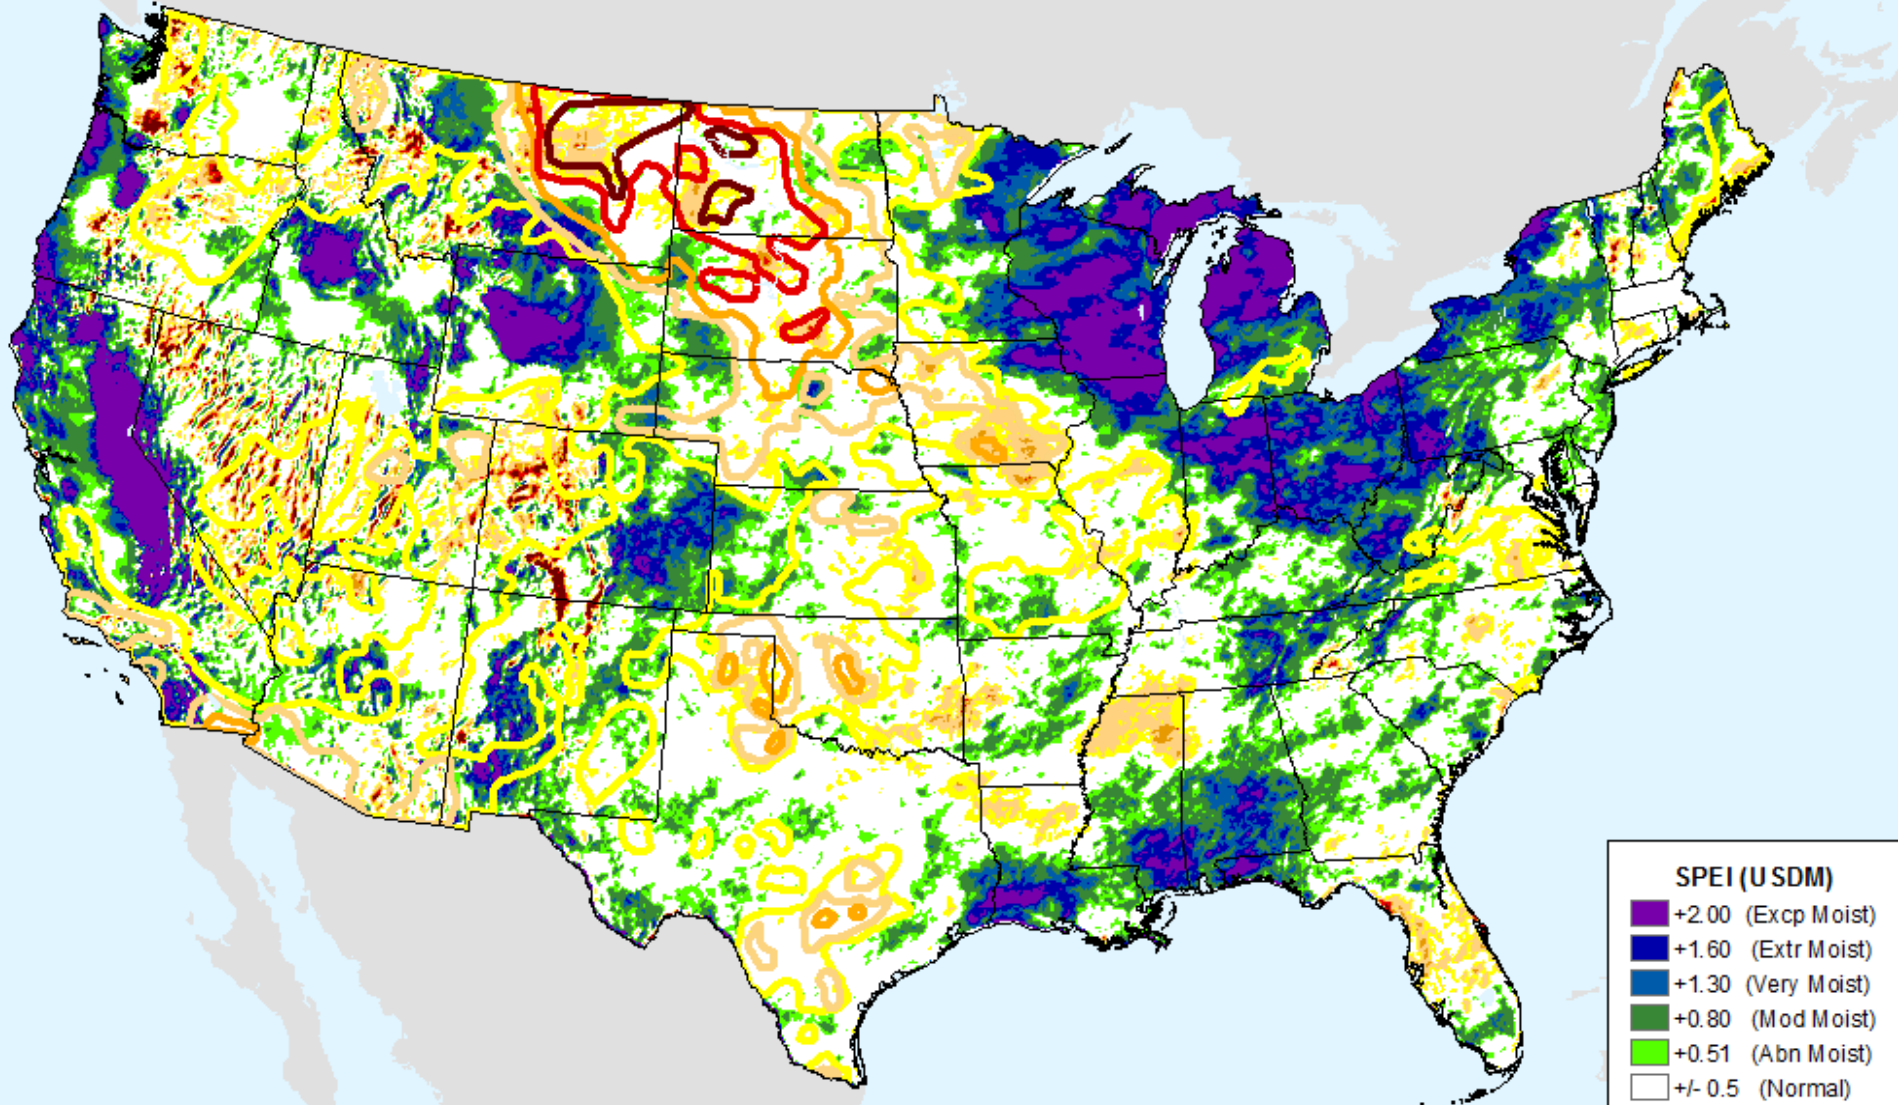 SPEI (USDM)
+2.00 (Excp Moist)
+1.60 (Extr Moist)
+1.30 (Very Moist)
+0.80 (Mod Moist)
+0.51 (Abn Moist)
+/- 0.5 (Normal)